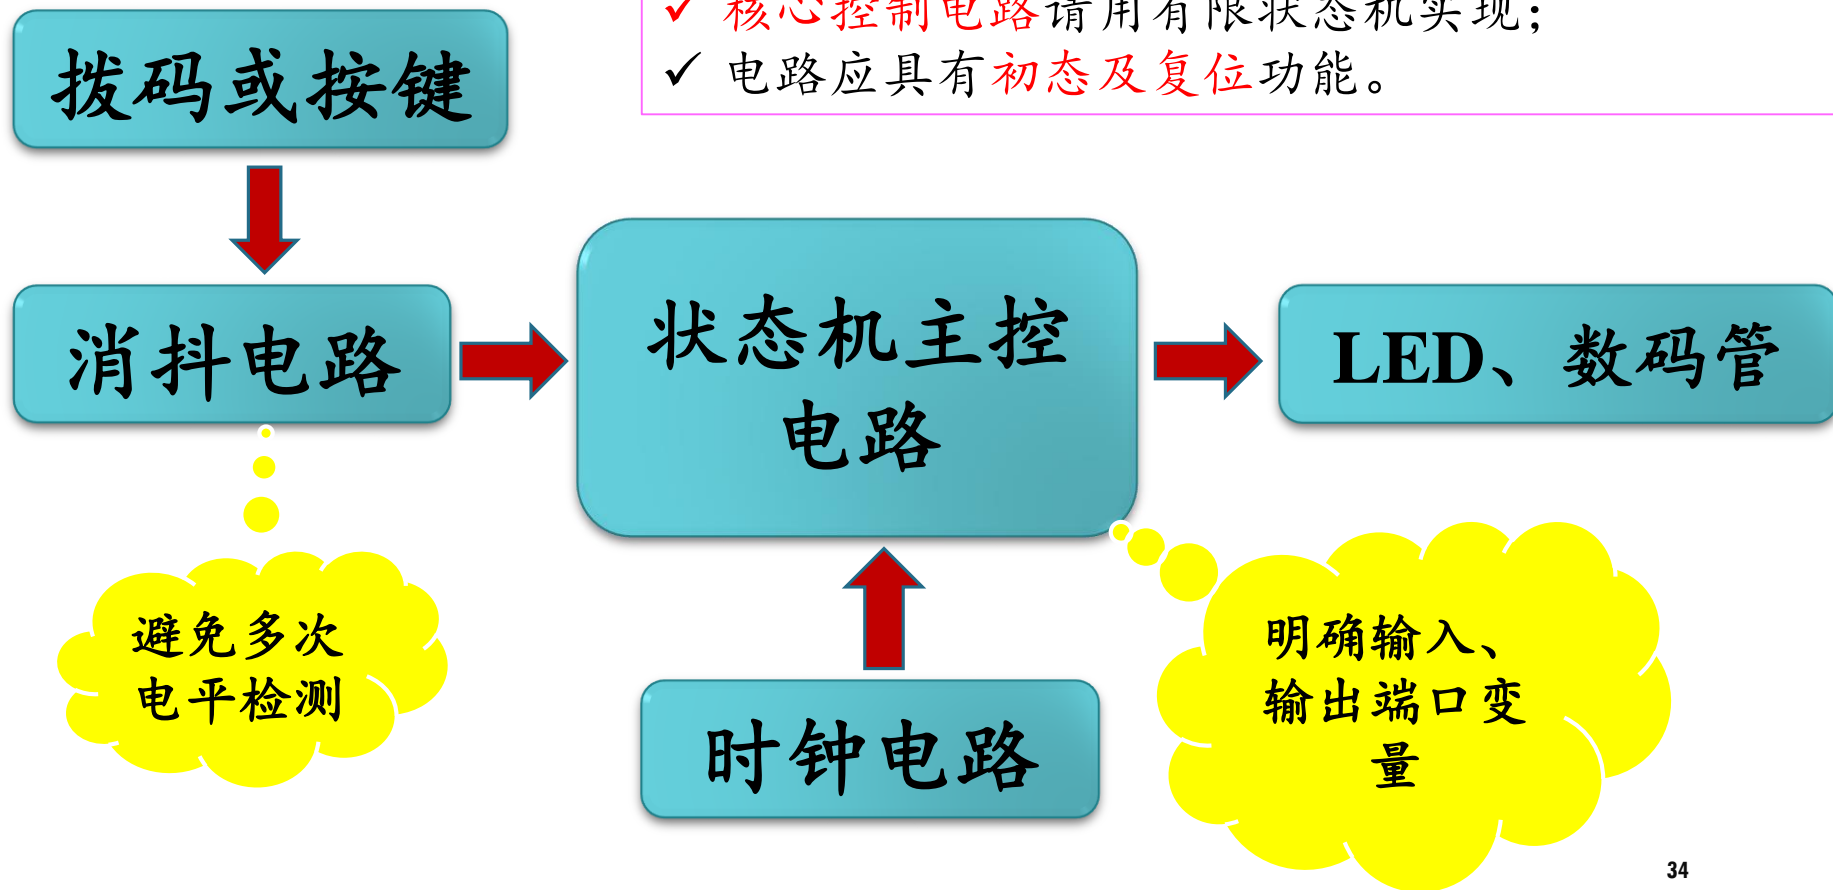 ✓ 核心控制电路请用有限状态机实现；
✓ 电路应具有初态及复位功能。
拨码或按键
消抖电路
状态机主控
电路
LED、数码管
避免多次
电平检测
时钟电路
明确输入、
输出端口变
量
34